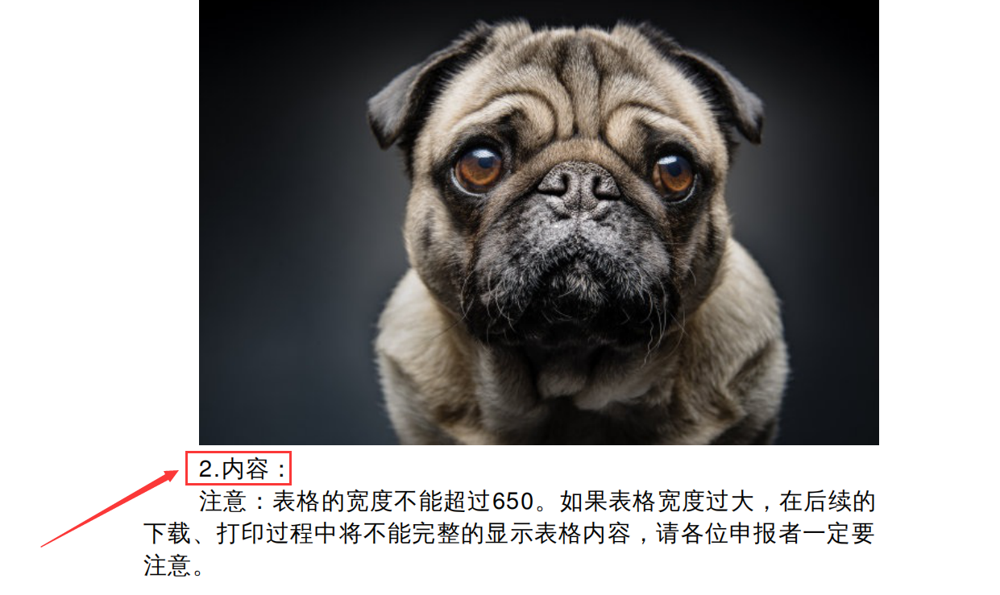 2.内容：
注意：表格的宽度不能超过650。如果表格宽度过大，在后续的
下载、打印过程中将不能完整的显示表格内容，请各位申报者一定要
注意。